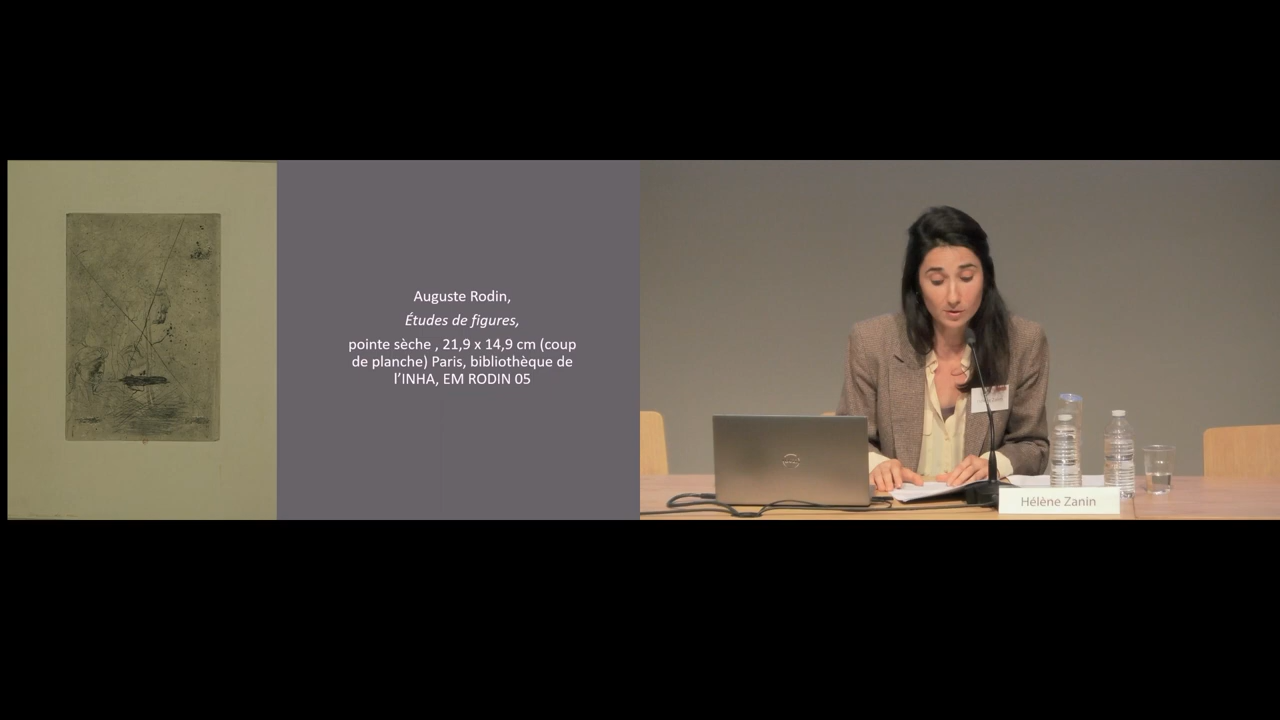 Auguste Rodin,
Études de figures,
pointe sèche , 21,9 x 14,9 cm (coup
de planche) Paris, bibliothèque de
l’INHA, EM RODIN 05
Hélène Zanin